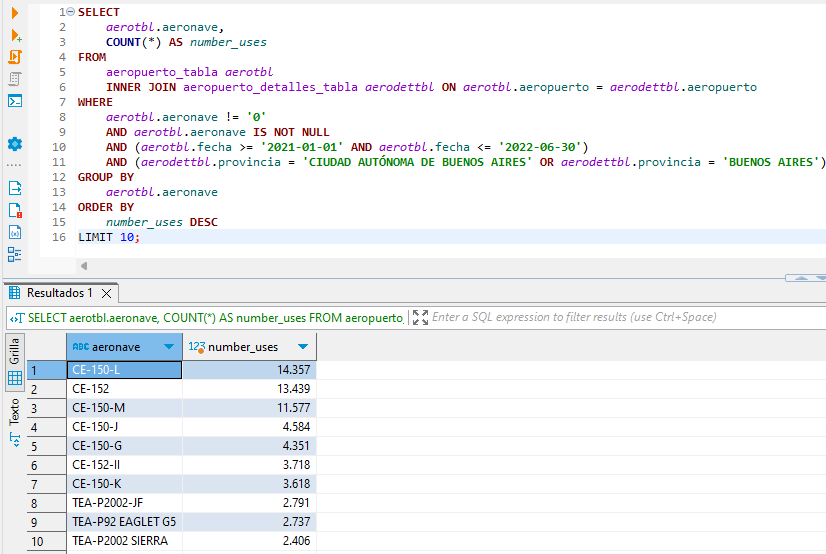 1 SELECT
2 aerotbl.aeronave,
3 COUNT(*) AS number_uses
4 FROM
5 aeropuerto_tabla aerotbl
6 INNER JOIN aeropuerto_detalles_tabla aerodettbl ON aerotbl.aeropuerto = aerodettbl.aeropuerto
7 WHERE
8 aerotbl.aeronave != '0'
9 AND aerotbl.aeronave IS NOT NULL
10 AND (aerotbl.fecha >= '2021-01-01' AND aerotbl.fecha <= '2022-06-30')
11 AND (aerodettbl.provincia = 'CIUDAD AUTÓNOMA DE BUENOS AIRES' OR aerodettbl.provincia = 'BUENOS AIRES')
12 GROUP BY
13 aerotbl.aeronave
14 ORDER BY
15 number_uses DESC
16 LIMIT 10;
Resultados 1
SELECT aerotbl.aeronave, COUNT(*) AS number_uses FROM aeropuerto_ Enter a SQL expression to filter results (use Ctrl+Space)
Grilla
Texto
ABC aeronave 123 number_uses
1 CE-150-L 14.357
2 CE-152 13.439
3 CE-150-M 11.577
4 CE-150-J 4.584
5 CE-150-G 4.351
6 CE-152-II 3.718
7 CE-150-K 3.618
8 TEA-P2002-JF 2.791
9 TEA-P92 EAGLET G5 2.737
10 TEA-P2002 SIERRA 2.406